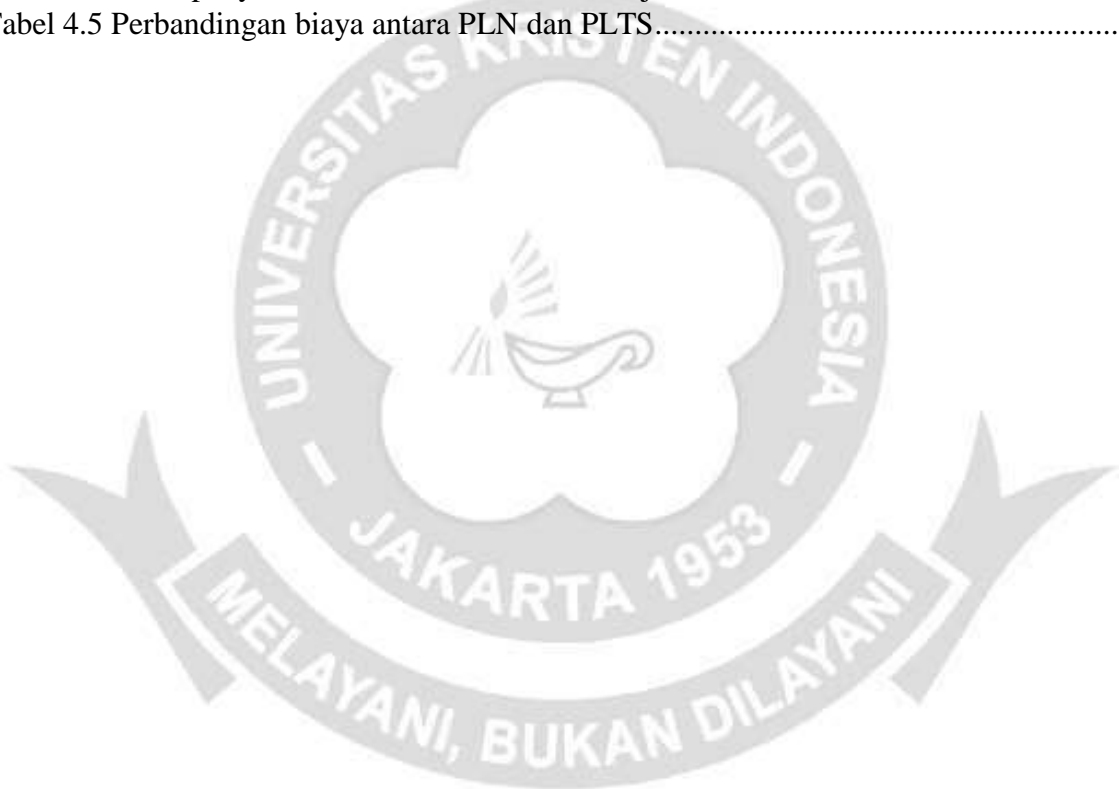 Tabel 4.5 Perbandingan biaya antara PLN dan PLTS
UNIVERSITAS KRISTEN INDONESIA
JAKARTA 1953
MELAYANI, BUKAN DILAYANI